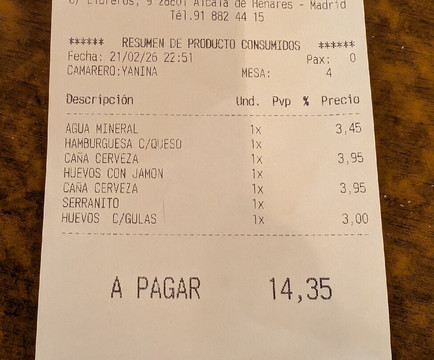 C/ Libreros, 9 28801 Alcala de Henares - Madrid
Tél.91 882 44 15
****** RESUMEN DE PRODUCTO CONSUMIDOS ******
Fecha: 21/02/26 22:51 Pax: 0
CAMARERO:YANINA MESA: 4
Descripción Und. Pvp % Precio
AGUA MINERAL 1x 3,45
HAMBURGUESA C/QUESO 1x
CAÑA CERVEZA 1x 3,95
HUEVOS CON JAMON 1x
CAÑA CERVEZA 1x 3,95
SERRANITO 1x
HUEVOS C/GULAS 1x 3,00
A PAGAR 14,35